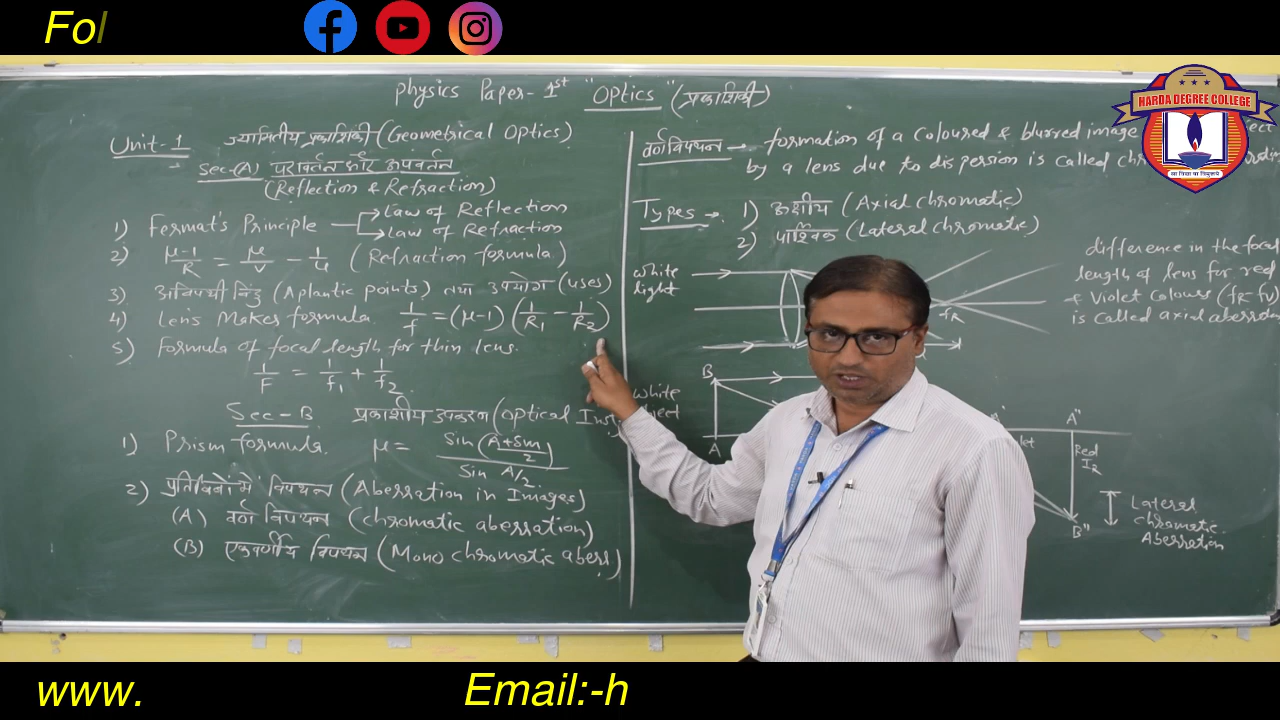 Fol
HARDA DEGREE COLLEGE
सा विद्या या विमुक्तये
Physics Paper-1st "Optics" (प्रकाशिकी)
Unit-1 ज्यामितीय प्रकाशिकी (Geometrical Optics)
Sec-(A) परावर्तन और अपवर्तन
(Reflection & Refraction)
1) Fermat's Principle → Law of Reflection
→ Law of Refraction
2) μ-1/R = μ/v - 1/u (Refraction formula)
3) अविपथी बिंदु (Aplantic points) तथा उपयोग (uses)
4) Lens Maker formula 1/f = (μ-1) (1/R1 - 1/R2)
5) Formula of focal length for thin lens.
1/F = 1/f1 + 1/f2
Sec-B प्रकाशीय उपकरण (Optical Inst
1) Prism formula. μ = Sin (A+Sm/2) / Sin A/2.
2) प्रतिबिंबो में विपथन (Aberration in Images)
(A) वर्ण विपथन (chromatic aberration)
(B) एकवर्णीय विपथन (Mono chromatic aberr)
वर्ण विपथन → formation of a coloured & blurred image
by a lens due to dispersion is called
Types → 1) अक्षीय (Axial chromatic)
2) पार्श्विक (Lateral chromatic)
white
light
fR
difference in the focal
length of lens for red
& Violet colours (fR fv)
is called axial
white
B
A
A"
Red
IR
B"
Lateral
chromatic
Aberration
www.
Email:-h